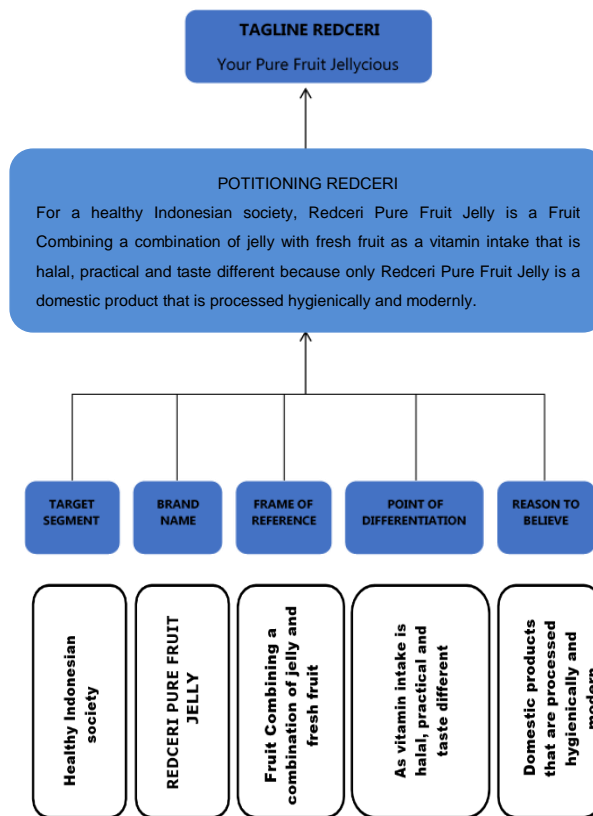 TAGLINE REDCERI
Your Pure Fruit Jellycious
POTITIONING REDCERI
For a healthy Indonesian society, Redceri Pure Fruit Jelly is a Fruit
Combining a combination of jelly with fresh fruit as a vitamin intake that is
halal, practical and taste different because only Redceri Pure Fruit Jelly is a
domestic product that is processed hygienically and modernly.
TARGET
SEGMENT
BRAND
NAME
FRAME OF
REFERENCE
POINT OF
DIFFERENTIATION
REASON TO
BELIEVE
Healthy Indonesian
society
REDCERI PURE FRUIT
JELLY
Fruit Combining a
combination of jelly and
fresh fruit
As vitamin intake is
halal, practical and
taste different
Domestic products
that are processed
hygienically and
modern